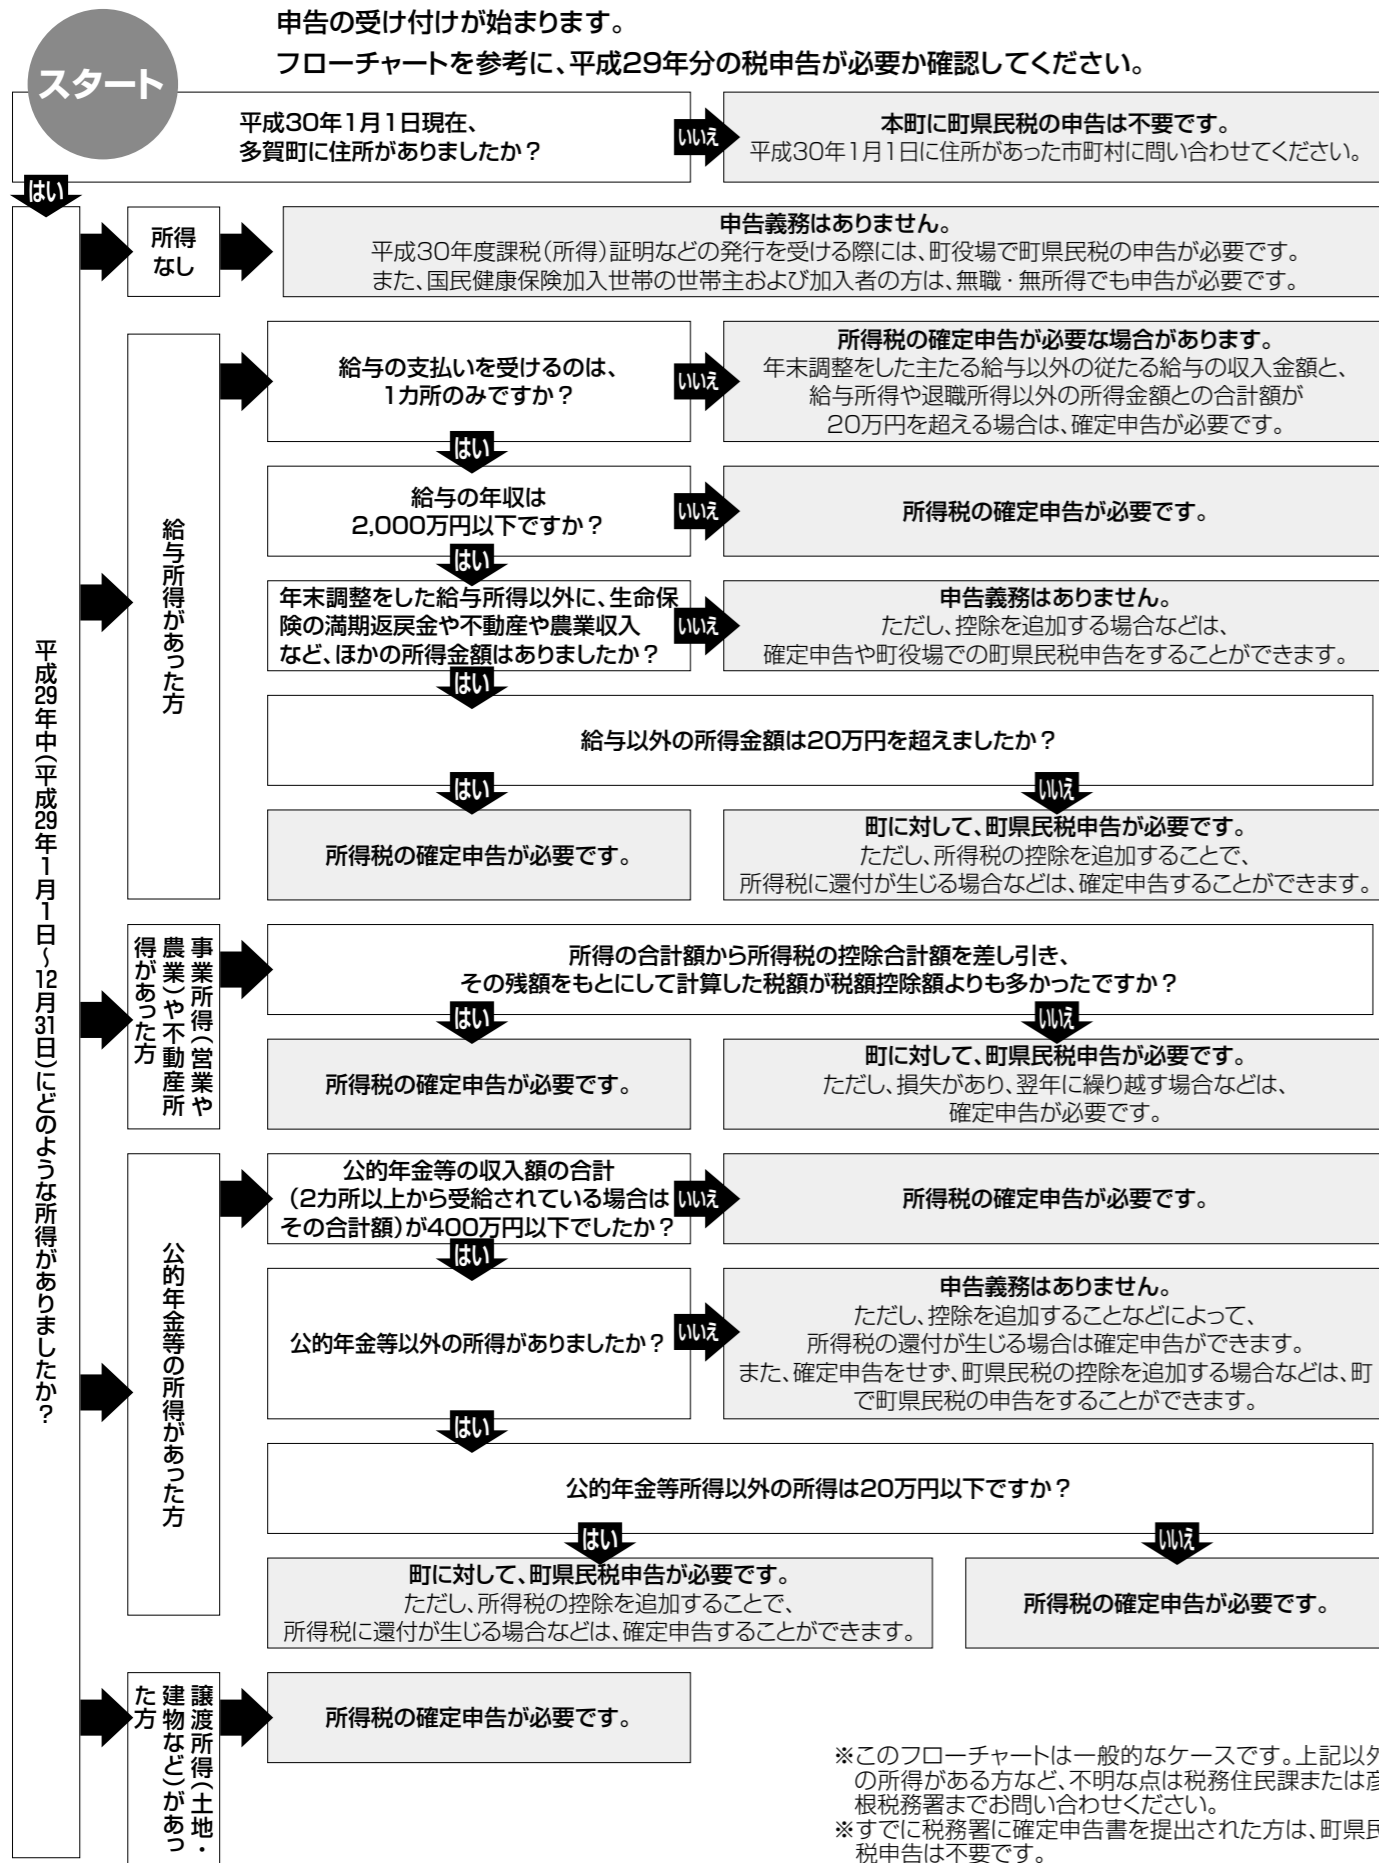 申告の受け付けが始まります。
フローチャートを参考に、平成29年分の税申告が必要か確認してください。
スタート
平成30年1月1日現在、
多賀町に住所がありましたか？
いいえ
本町に町県民税の申告は不要です。
平成30年1月1日に住所があった市町村に問い合わせてください。
はい
平成29年中（平成29年1月1日～12月31日）にどのような所得がありましたか？
所得
なし
申告義務はありません。
平成30年度課税（所得）証明などの発行を受ける際には、町役場で町県民税の申告が必要です。
また、国民健康保険加入世帯の世帯主および加入者の方は、無職・無所得でも申告が必要です。
給与所得があった方
給与の支払いを受けるのは、
1カ所のみですか？
いいえ
所得税の確定申告が必要な場合があります。
年末調整をした主たる給与以外の従たる給与の収入金額と、
給与所得や退職所得以外の所得金額との合計額が
20万円を超える場合は、確定申告が必要です。
はい
給与の年収は
2,000万円以下ですか？
いいえ
所得税の確定申告が必要です。
はい
年末調整をした給与所得以外に、生命保
険の満期返戻金や不動産や農業収入
など、ほかの所得金額はありましたか？
いいえ
申告義務はありません。
ただし、控除を追加する場合などは、
確定申告や町役場での町県民税申告をすることができます。
はい
給与以外の所得金額は20万円を超えましたか？
はい
いいえ
所得税の確定申告が必要です。
町に対して、町県民税申告が必要です。
ただし、所得税の控除を追加することで、
所得税に還付が生じる場合などは、確定申告することができます。
事業所得（営業や
農業）や不動産所
得があった方
所得の合計額から所得税の控除合計額を差し引き、
その残額をもとにして計算した税額が税額控除額よりも多かったですか？
はい
いいえ
所得税の確定申告が必要です。
町に対して、町県民税申告が必要です。
ただし、損失があり、翌年に繰り越す場合などは、
確定申告が必要です。
公的年金等の所得があった方
公的年金等の収入額の合計
（2カ所以上から受給されている場合は
その合計額）が400万円以下でしたか？
いいえ
所得税の確定申告が必要です。
はい
公的年金等以外の所得がありましたか？
いいえ
申告義務はありません。
ただし、控除を追加することなどによって、
所得税の還付が生じる場合は確定申告ができます。
また、確定申告をせず、町県民税の控除を追加する場合などは、町
で町県民税の申告をすることができます。
はい
公的年金等所得以外の所得は20万円以下ですか？
はい
いいえ
町に対して、町県民税申告が必要です。
ただし、所得税の控除を追加することで、
所得税に還付が生じる場合などは、確定申告することができます。
所得税の確定申告が必要です。
譲渡所得（土地・
建物など）があっ
た方
所得税の確定申告が必要です。
※このフローチャートは一般的なケースです。上記以外
の所得がある方など、不明な点は税務住民課または彦
根税務署までお問い合わせください。
※すでに税務署に確定申告書を提出された方は、町県民
税申告は不要です。